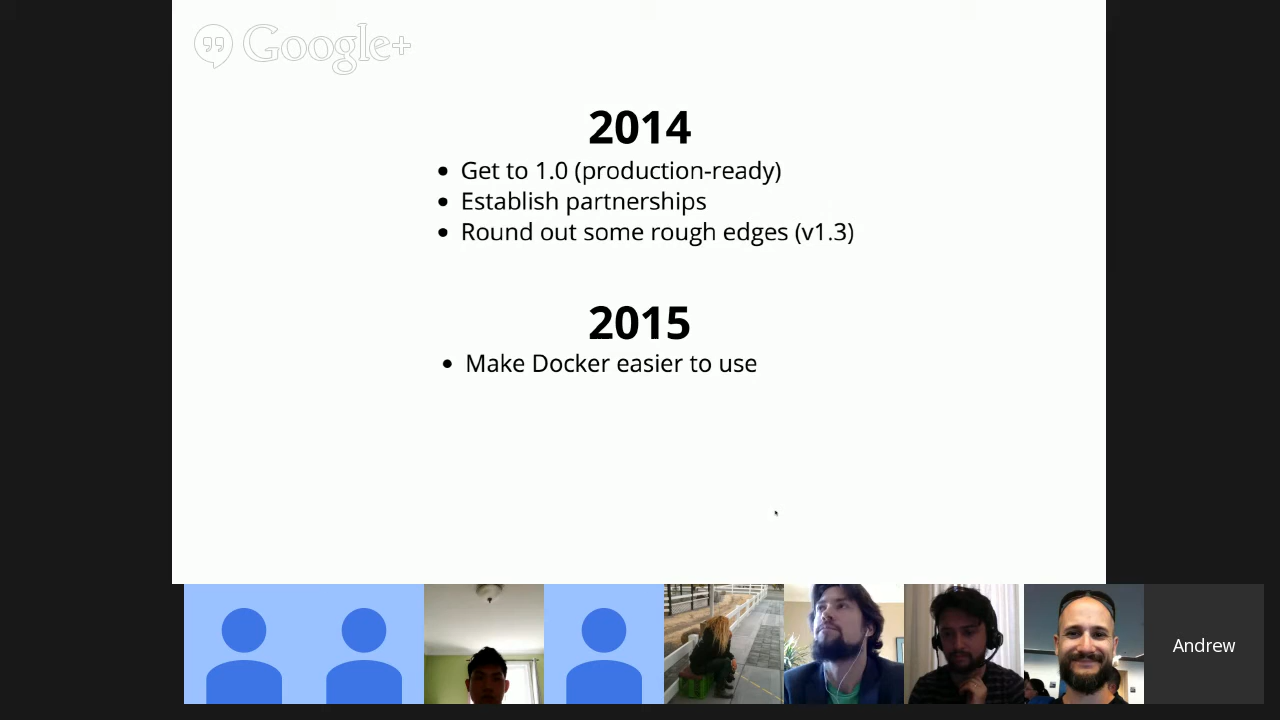 Google+
2014
• Get to 1.0 (production-ready)
• Establish partnerships
• Round out some rough edges (v1.3)
2015
• Make Docker easier to use
Andrew